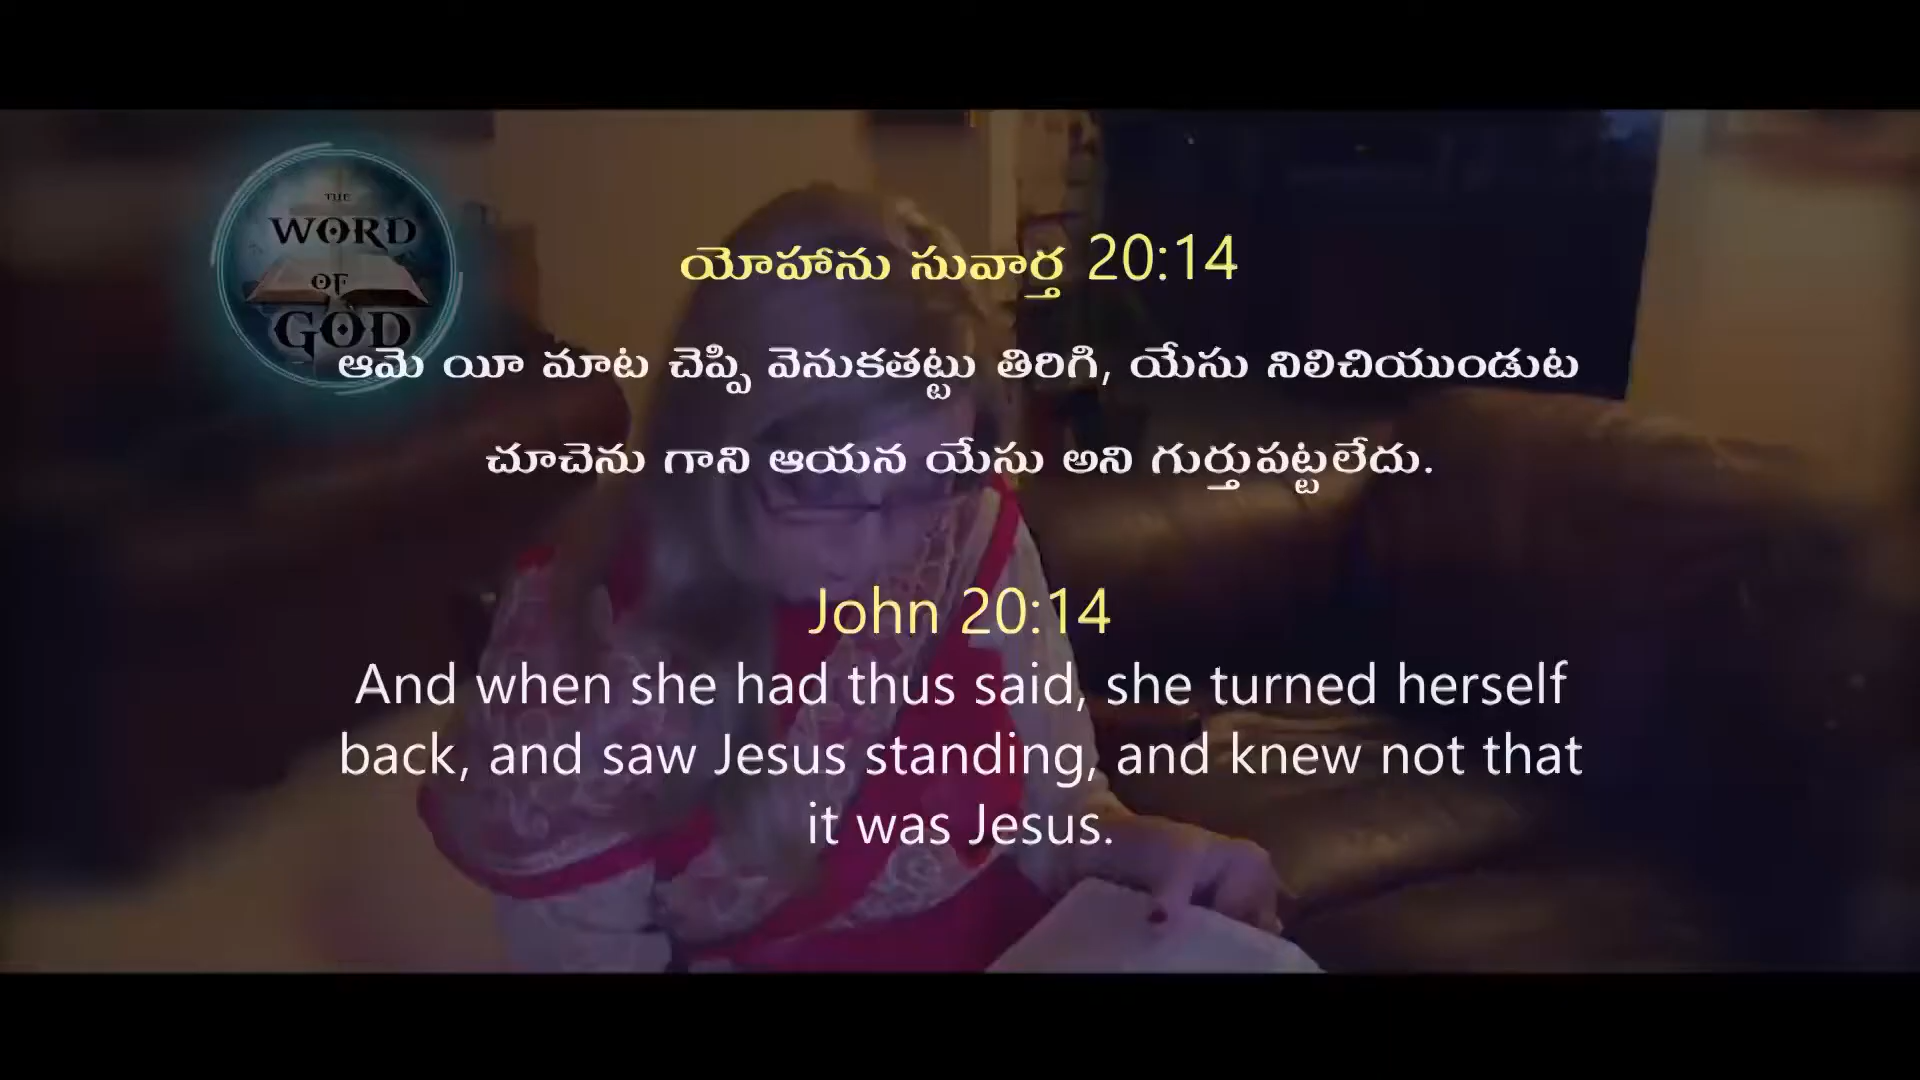 THE
WORD
OF
GOD
యోహాను సువార్త 20:14
ఆమె యీ మాట చెప్పి వెనుకతట్టు తిరిగి, యేసు నిలిచియుండుట
చూచెను గాని ఆయన యేసు అని గుర్తుపట్టలేదు.
John 20:14
And when she had thus said, she turned herself
back, and saw Jesus standing, and knew not that
it was Jesus.